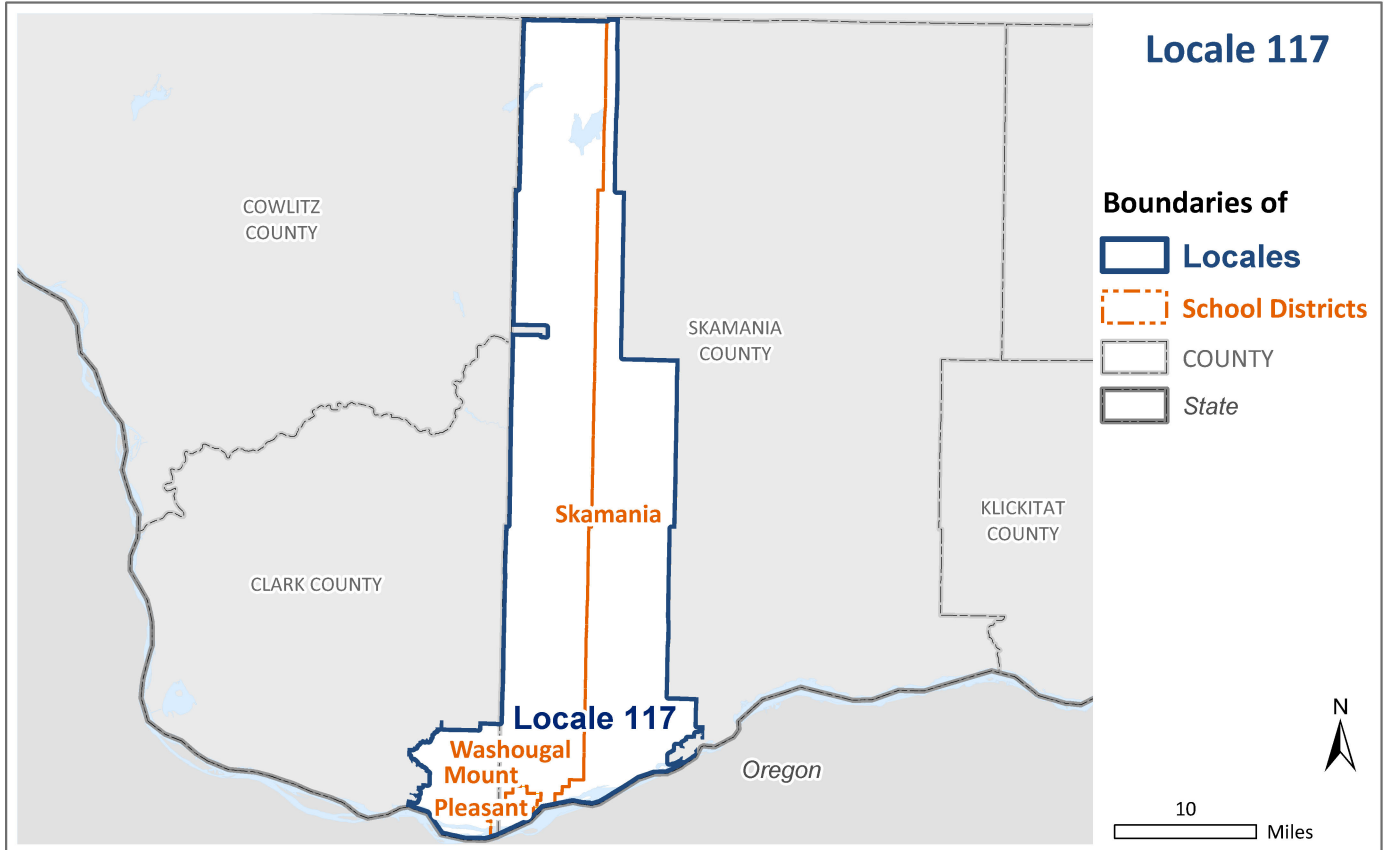 Locale 117
Boundaries of
Locales
School Districts
COUNTY
State
COWLITZ
COUNTY
SKAMANIA
COUNTY
KLICKITAT
COUNTY
CLARK COUNTY
Skamania
Locale 117
Washougal
Mount
Pleasant
Oregon
N
10
Miles